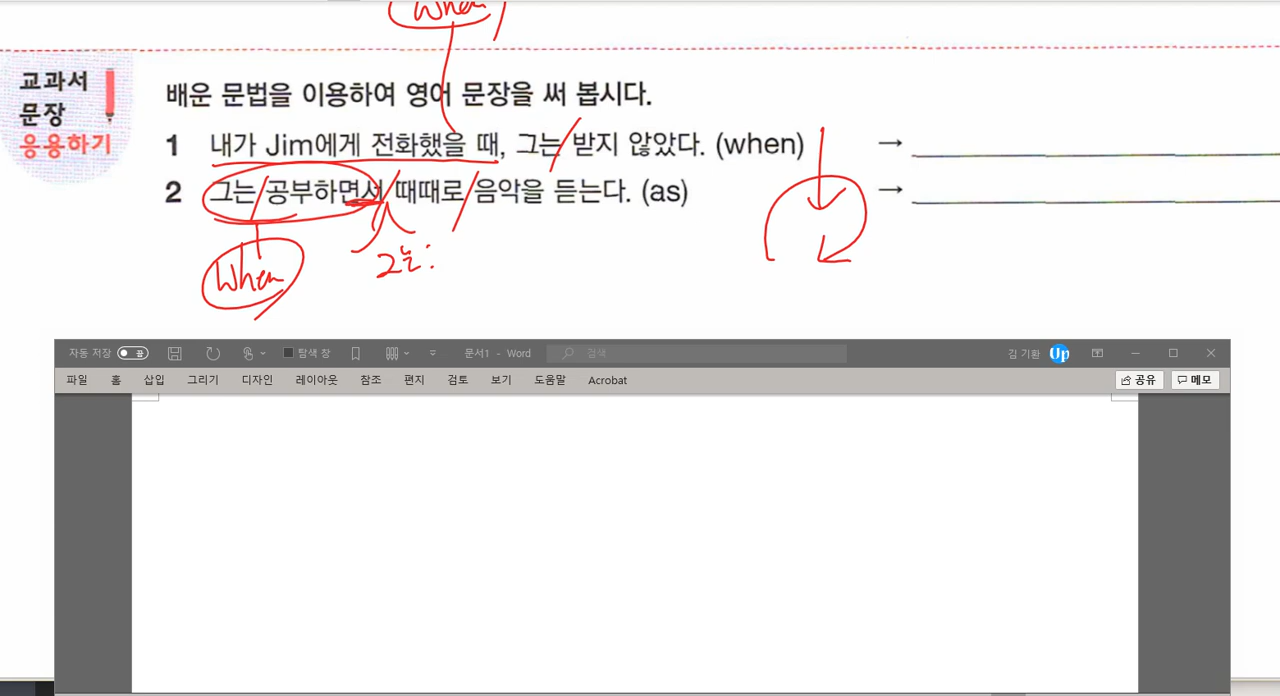 when
교과서
문장
응용하기
배운 문법을 이용하여 영어 문장을 써 봅시다.
1 내가 Jim에게 전화했을 때, 그는 받지 않았다. (when) →
2 그는 공부하면서 때때로 음악을 듣는다. (as) →
그는
When
자동 저장 끔 탐색 창 문서1 - Word 검색 김 기환 Up
파일 홈 삽입 그리기 디자인 레이아웃 참조 편지 검토 보기 도움말 Acrobat 공유 메모